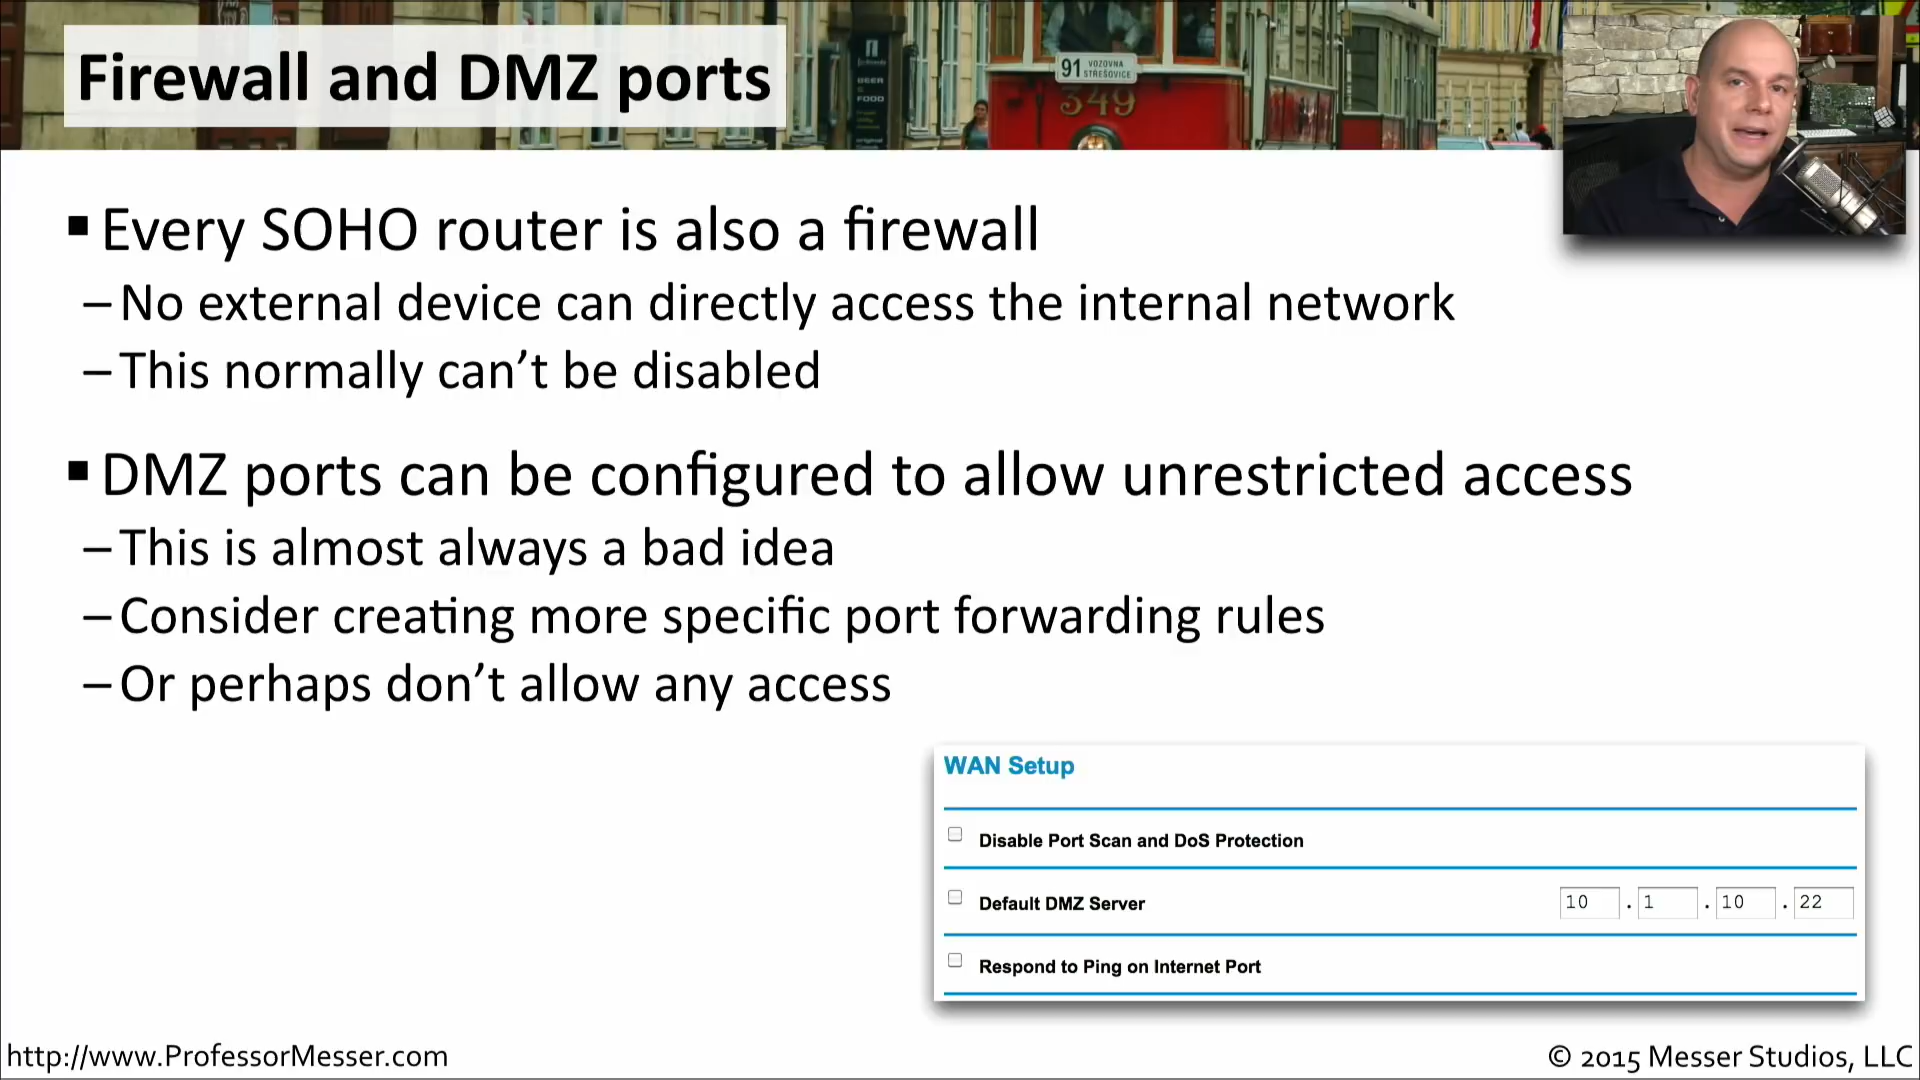 Firewall and DMZ ports
91 VOZOVNA
STŘEŠOVICE
349
BEER
FOOD
▪ Every SOHO router is also a firewall
– No external device can directly access the internal network
– This normally can’t be disabled
▪ DMZ ports can be configured to allow unrestricted access
– This is almost always a bad idea
– Consider creating more specific port forwarding rules
– Or perhaps don’t allow any access
WAN Setup
Disable Port Scan and DoS Protection
Default DMZ Server 10 . 1 . 10 . 22
Respond to Ping on Internet Port
http://www.ProfessorMesser.com
© 2015 Messer Studios, LLC